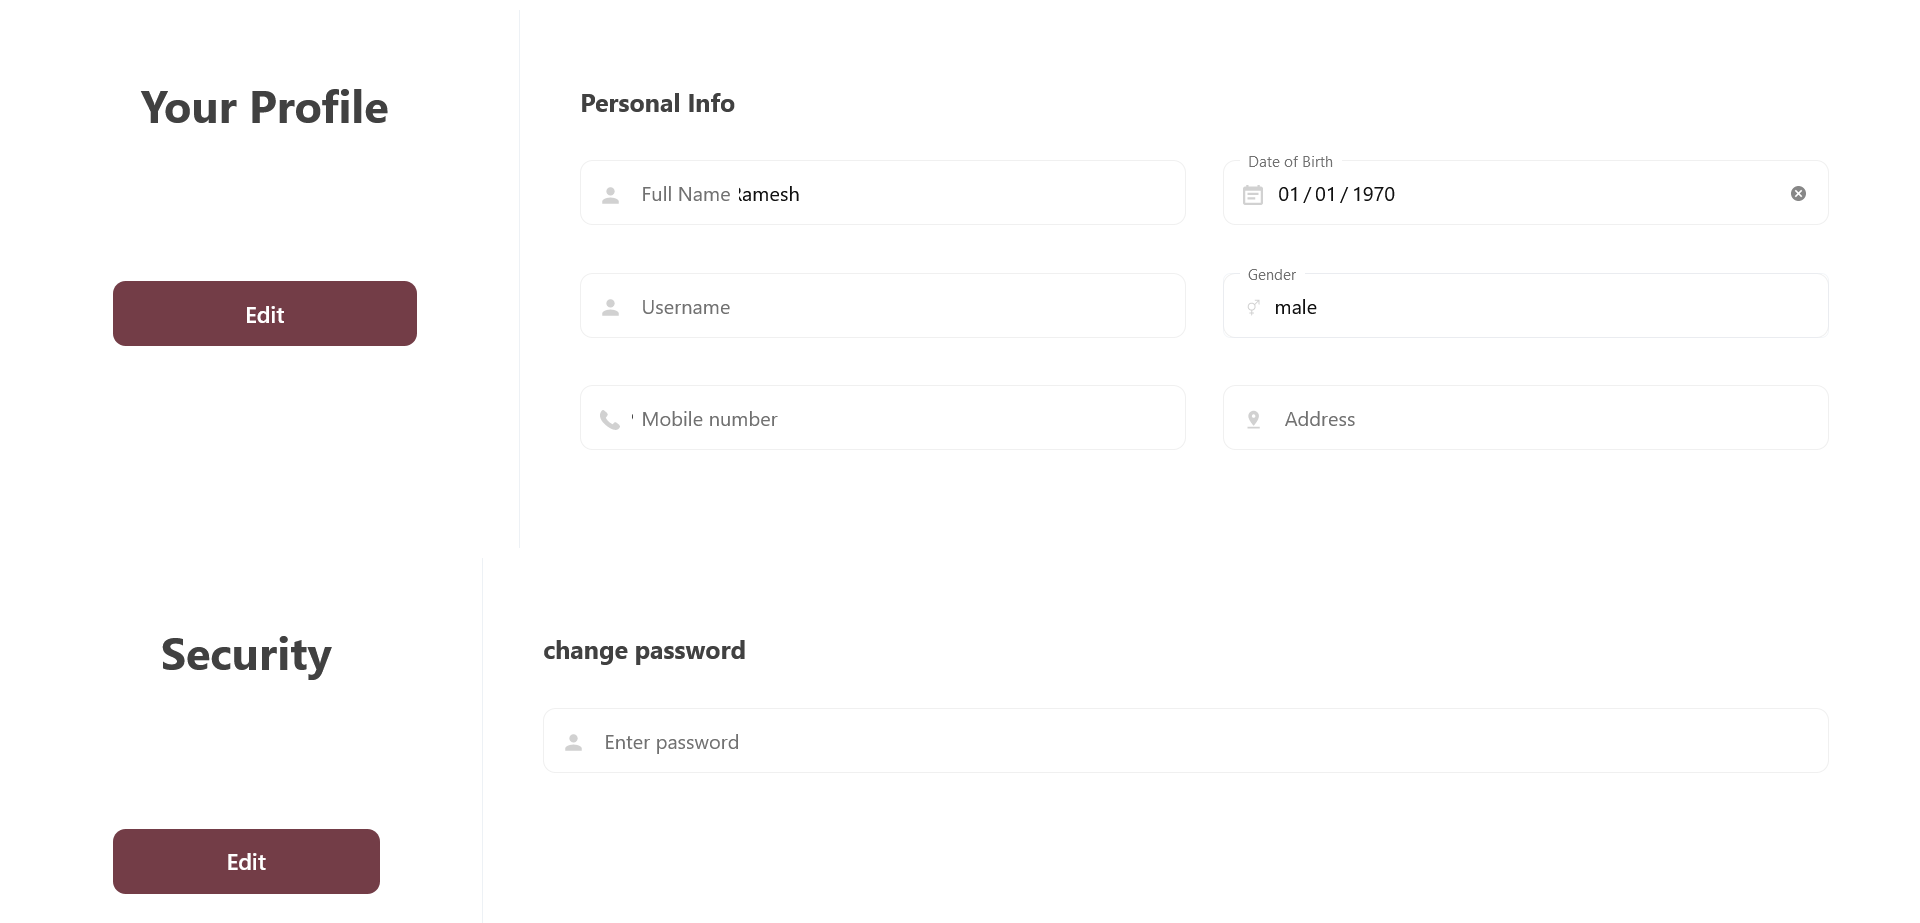 Your Profile
Edit
Personal Info
Full Name
Date of Birth
01 / 01 / 1970
Username
Gender
male
Mobile number
Address
Security
Edit
change password
Enter password